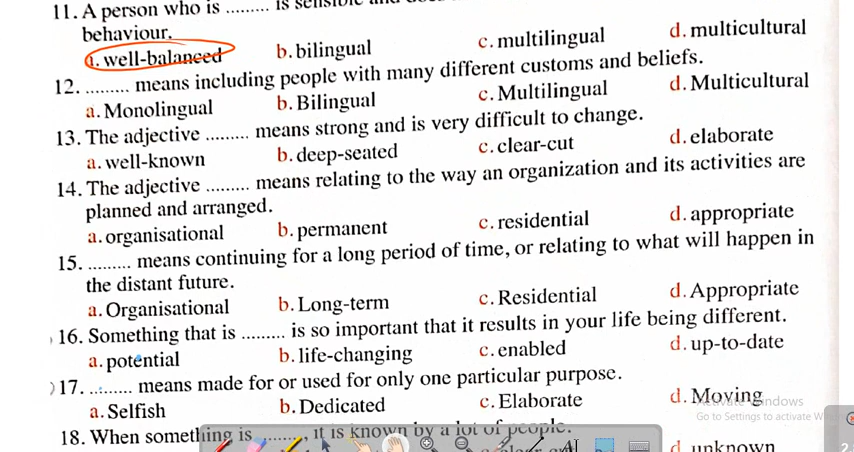 11. A person who is ......... is sensible and
behaviour.
a. well-balanced b. bilingual c. multilingual d. multicultural
12. ......... means including people with many different customs and beliefs.
a. Monolingual b. Bilingual c. Multilingual d. Multicultural
13. The adjective ......... means strong and is very difficult to change.
a. well-known b. deep-seated c. clear-cut d. elaborate
14. The adjective ......... means relating to the way an organization and its activities are
planned and arranged.
a. organisational b. permanent c. residential d. appropriate
15. ......... means continuing for a long period of time, or relating to what will happen in
the distant future.
a. Organisational b. Long-term c. Residential d. Appropriate
16. Something that is ......... is so important that it results in your life being different.
a. potential b. life-changing c. enabled d. up-to-date
17. ......... means made for or used for only one particular purpose.
a. Selfish b. Dedicated c. Elaborate d. Moving
Activate Windows
Go to Settings to activate W
18. When something is ........., it is known by a lot of people.
d. unknown